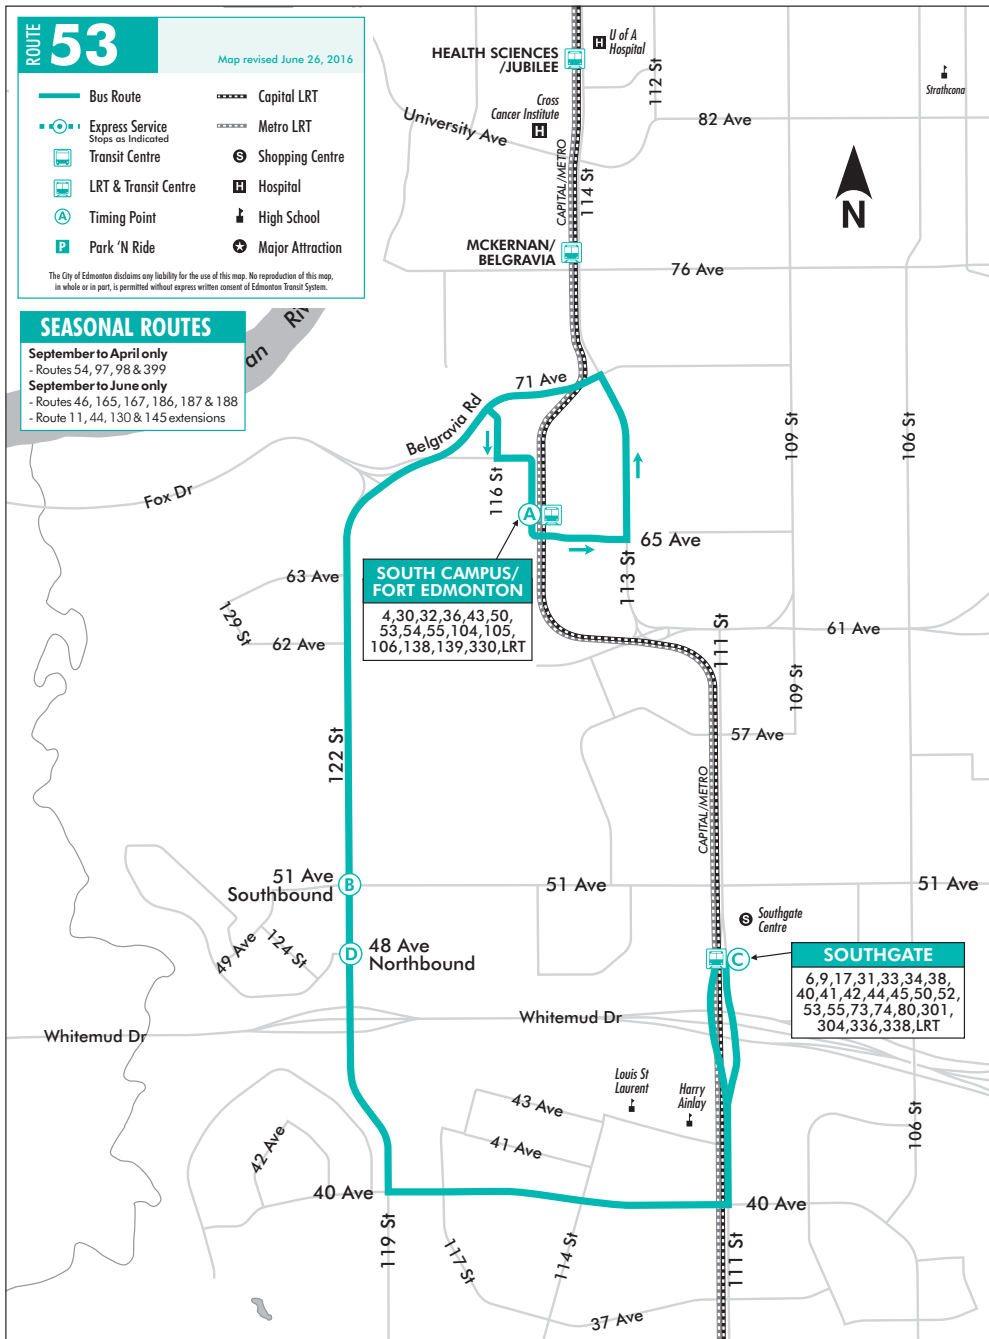 ROUTE 53
Map revised June 26, 2016
Bus Route
Express Service
Stops as Indicated
Transit Centre
LRT & Transit Centre
A Timing Point
P Park ‘N Ride
Capital LRT
Metro LRT
S Shopping Centre
H Hospital
High School
Major Attraction
The City of Edmonton disclaims any liability for the use of this map. No reproduction of this map,
in whole or in part, is permitted without express written consent of Edmonton Transit System.
SEASONAL ROUTES
September to April only
- Routes 54, 97, 98 & 399
September to June only
- Routes 46, 165, 167, 186, 187 & 188
- Route 11, 44, 130 & 145 extensions
an Riv
HEALTH SCIENCES
/JUBILEE
H
U of A
Hospital
112 St
Strathcona
Cross
Cancer Institute
H
University Ave
82 Ave
CAPITAL/METRO
114 St
N
MCKERNAN/
BELGRAVIA
76 Ave
71 Ave
Belgravia Rd
109 St
106 St
116 St
Fox Dr
A
65 Ave
SOUTH CAMPUS/
FORT EDMONTON
4,30,32,36,43,50,
53,54,55,104,105,
106,138,139,330,LRT
63 Ave
113 St
129 St
62 Ave
111 St
61 Ave
109 St
122 St
57 Ave
CAPITAL/METRO
51 Ave
Southbound
B
51 Ave
51 Ave
S
Southgate
Centre
49 Ave
124 St
D
48 Ave
Northbound
C
SOUTHGATE
6,9,17,31,33,34,38,
40,41,42,44,45,50,52,
53,55,73,74,80,301,
304,336,338,LRT
Whitemud Dr
Whitemud Dr
Louis St
Laurent
Harry
Ainlay
43 Ave
106 St
42 Ave
41 Ave
40 Ave
40 Ave
119 St
117 St
114 St
111 St
37 Ave